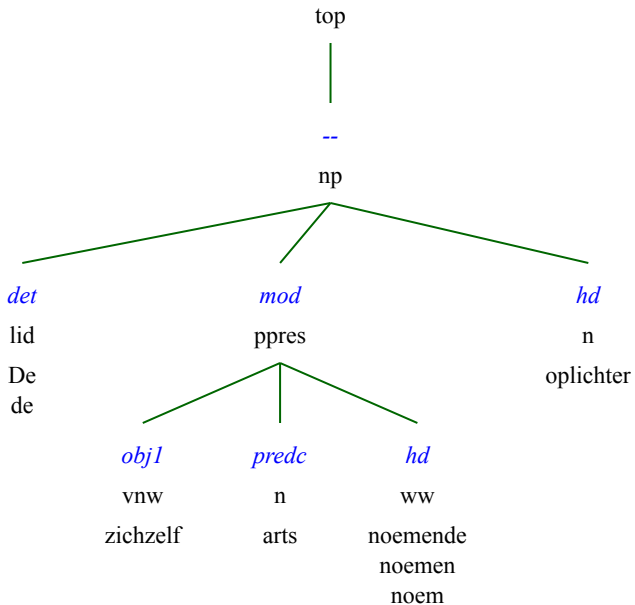 top
--
np
det mod hd
lid ppres n
De oplichter
de
obj1 predc hd
vnw n ww
zichzelf arts noemende
noemen
noem